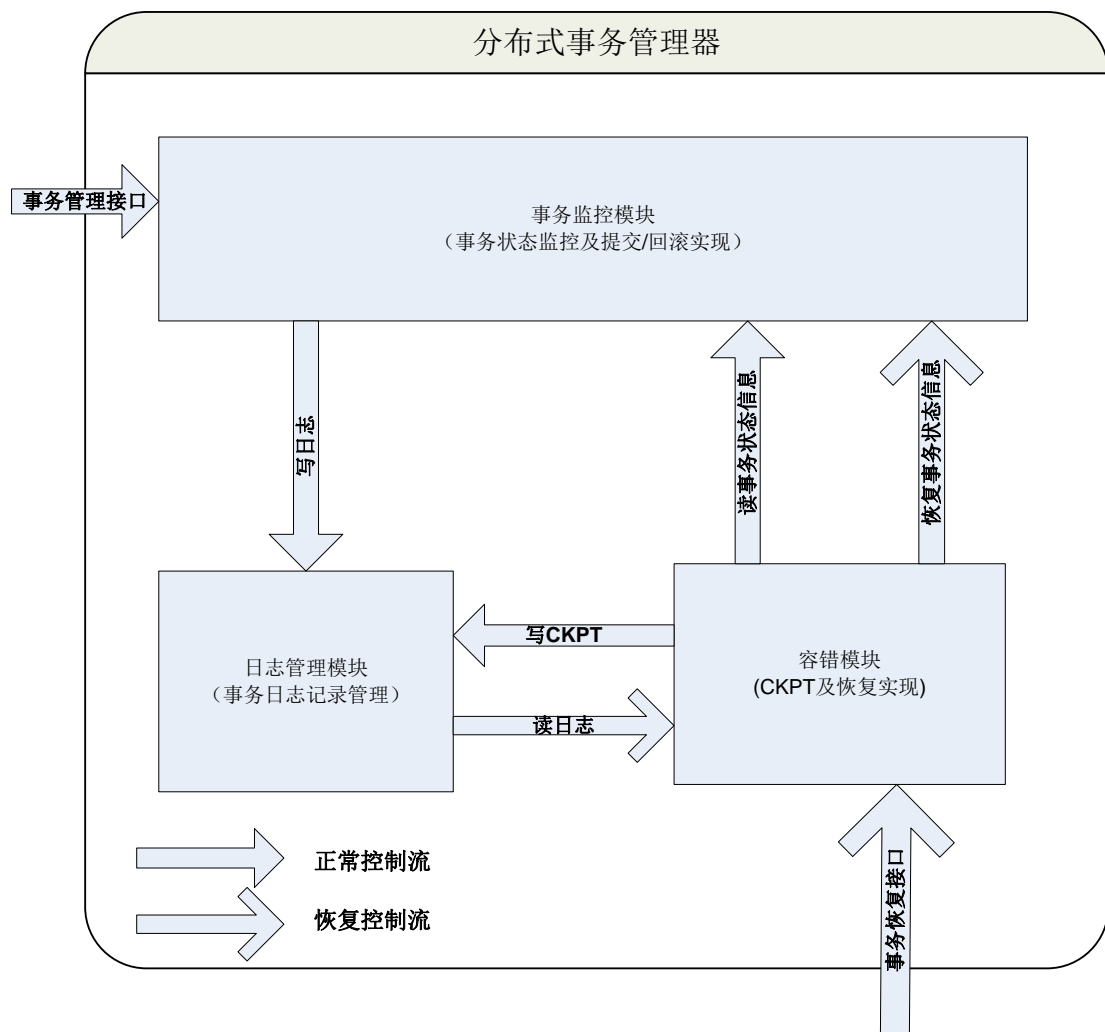 分布式事务管理器
事务管理接口
事务监控模块
（事务状态监控及提交/回滚实现）
写日志
读事务状态信息
恢复事务状态信息
日志管理模块
（事务日志记录管理）
写CKPT
读日志
容错模块
(CKPT及恢复实现)
正常控制流
恢复控制流
事务恢复接口